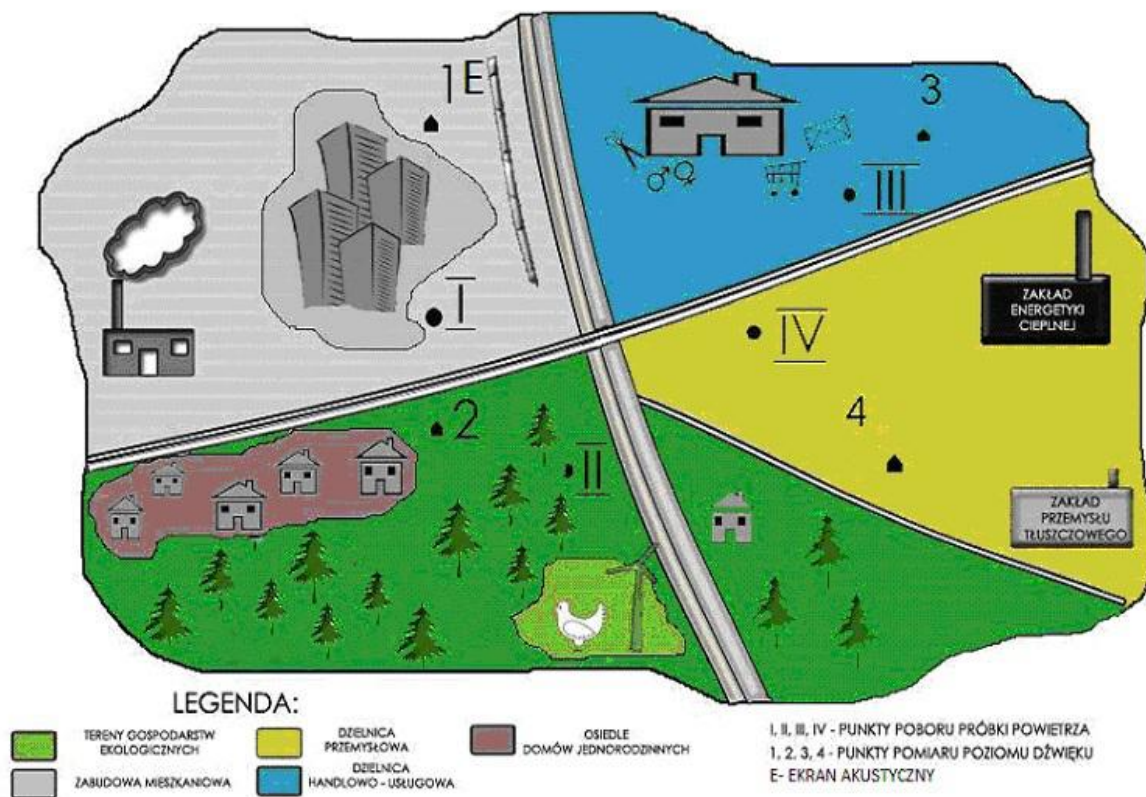 1 E
3
III
I
IV
ZAKŁAD
ENERGETYKI
CIEPLNEJ
2
4
II
ZAKŁAD
PRZEMYSŁU
TŁUSZCZOWEGO
LEGENDA:
TERENY GOSPODARSTW
EKOLOGICZNYCH
DZIELNICA
PRZEMYSŁOWA
OSIEDLE
DOMÓW JEDNORODZINNYCH
ZABUDOWA MIESZKANIOWA
DZIELNICA
HANDLOWO - USŁUGOWA
I, II, III, IV - PUNKTY POBORU PRÓBKI POWIETRZA
1, 2, 3, 4 - PUNKTY POMIARU POZIOMU DŹWIĘKU
E- EKRAN AKUSTYCZNY